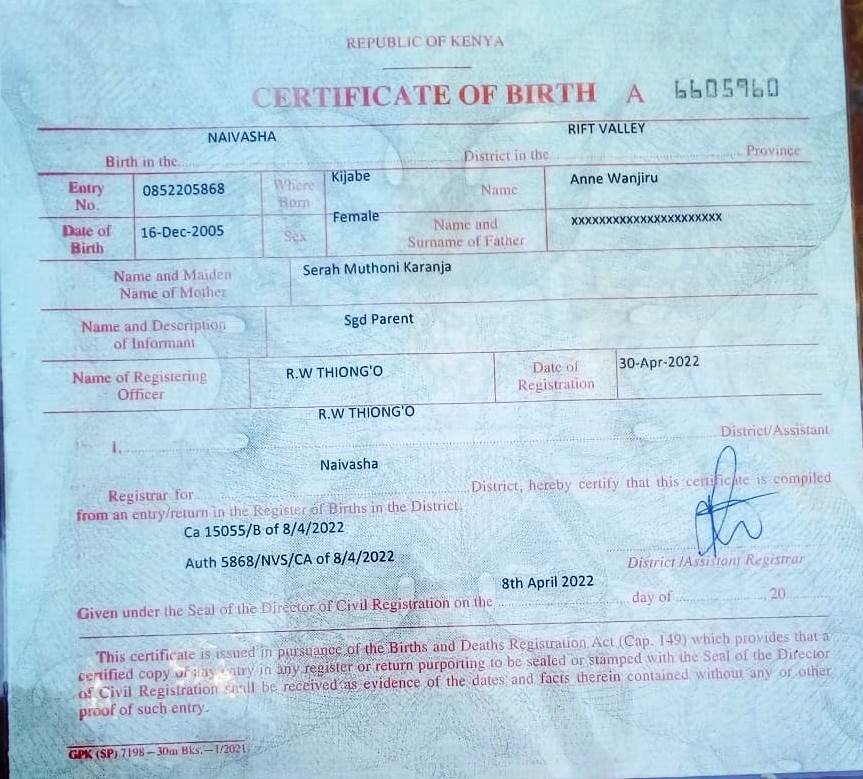 REPUBLIC OF KENYA
CERTIFICATE OF BIRTH A 6605960
NAIVASHA RIFT VALLEY
Birth in the District in the Province
Entry No. 0852205868 Where Born Kijabe Name Anne Wanjiru
Date of Birth 16-Dec-2005 Sex Female Name and Surname of Father xxxxxxxxxxxxxxxxxxxxxx
Name and Maiden Name of Mother Serah Muthoni Karanja
Name and Description of Informant Sgd Parent
Name of Registering Officer R.W THIONG'O Date of Registration 30-Apr-2022
R.W THIONG'O
I, District/Assistant
Naivasha
Registrar for District, hereby certify that this certificate is compiled
from an entry/return in the Register of Births in the District.
Ca 15055/B of 8/4/2022
Auth 5868/NVS/CA of 8/4/2022
District /Assistant Registrar
8th April 2022
Given under the Seal of the Director of Civil Registration on the day of , 20
This certificate is issued in pursuance of the Births and Deaths Registration Act (Cap. 149) which provides that a
certified copy of any entry in any register or return purporting to be sealed or stamped with the Seal of the Director
of Civil Registration shall be received as evidence of the dates and facts therein contained without any or other
proof of such entry.
GPK (SP) 7198—30m Bks.—1/2021